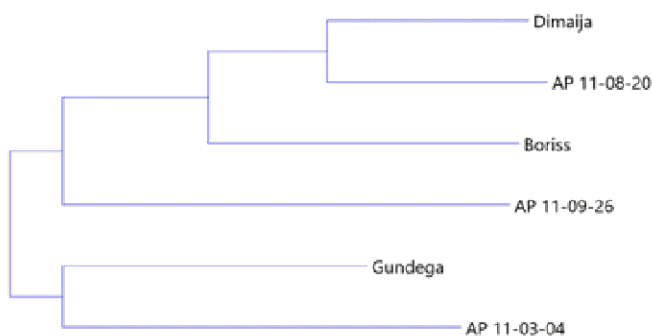 Dimaija
AP 11-08-20
Boriss
AP 11-09-26
Gundega
AP 11-03-04